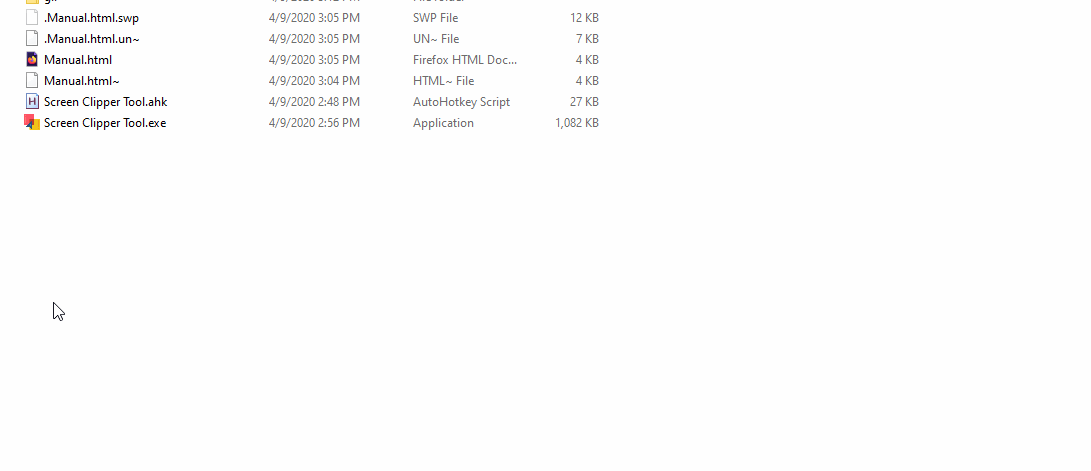 .Manual.html.swp 4/9/2020 3:05 PM SWP File 12 KB
.Manual.html.un~ 4/9/2020 3:05 PM UN~ File 7 KB
Manual.html 4/9/2020 3:05 PM Firefox HTML Doc... 4 KB
Manual.html~ 4/9/2020 3:04 PM HTML~ File 4 KB
Screen Clipper Tool.ahk 4/9/2020 2:48 PM AutoHotkey Script 27 KB
Screen Clipper Tool.exe 4/9/2020 2:56 PM Application 1,082 KB